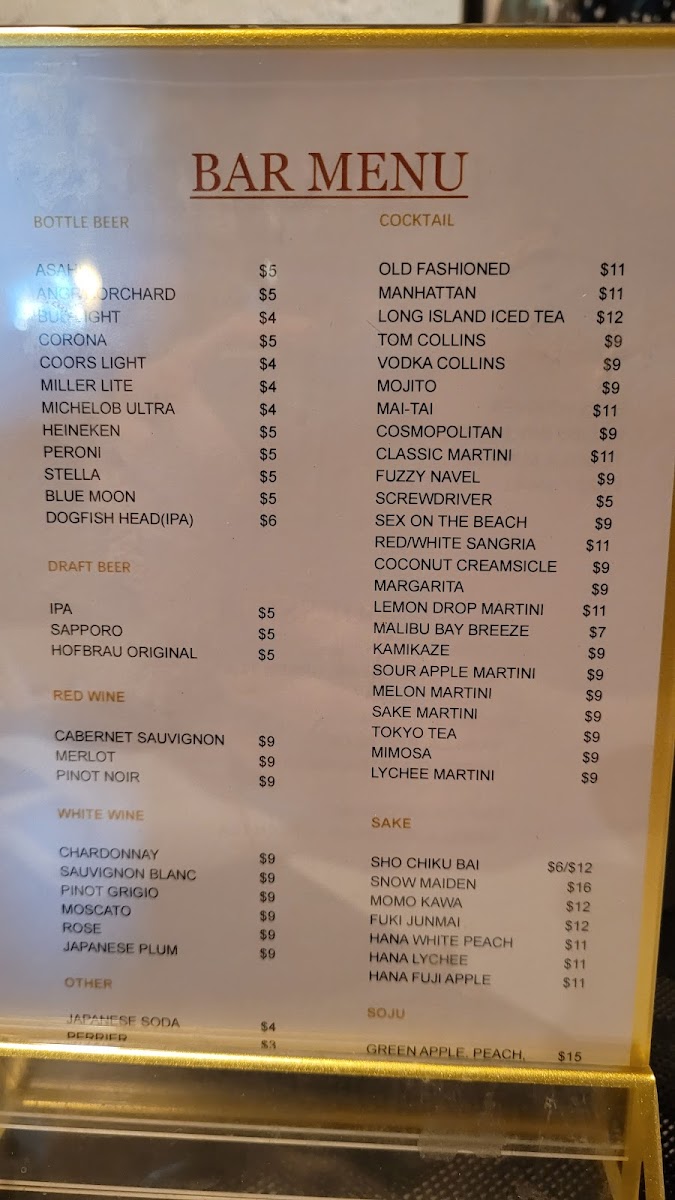 BAR MENU
BOTTLE BEER
ASAHI $5
ANGRY ORCHARD $5
BUD LIGHT $4
CORONA $5
COORS LIGHT $4
MILLER LITE $4
MICHELOB ULTRA $4
HEINEKEN $5
PERONI $5
STELLA $5
BLUE MOON $5
DOGFISH HEAD(IPA) $6
DRAFT BEER
IPA $5
SAPPORO $5
HOFBRAU ORIGINAL $5
RED WINE
CABERNET SAUVIGNON $9
MERLOT $9
PINOT NOIR $9
WHITE WINE
CHARDONNAY $9
SAUVIGNON BLANC $9
PINOT GRIGIO $9
MOSCATO $9
ROSE $9
JAPANESE PLUM $9
OTHER
JAPANESE SODA $4
PERRIER $3
COCKTAIL
OLD FASHIONED $11
MANHATTAN $11
LONG ISLAND ICED TEA $12
TOM COLLINS $9
VODKA COLLINS $9
MOJITO $9
MAI-TAI $11
COSMOPOLITAN $9
CLASSIC MARTINI $11
FUZZY NAVEL $9
SCREWDRIVER $5
SEX ON THE BEACH $9
RED/WHITE SANGRIA $11
COCONUT CREAMSICLE $9
MARGARITA $9
LEMON DROP MARTINI $11
MALIBU BAY BREEZE $7
KAMIKAZE $9
SOUR APPLE MARTINI $9
MELON MARTINI $9
SAKE MARTINI $9
TOKYO TEA $9
MIMOSA $9
LYCHEE MARTINI $9
SAKE
SHO CHIKU BAI $6/$12
SNOW MAIDEN $16
MOMO KAWA $12
FUKI JUNMAI $12
HANA WHITE PEACH $11
HANA LYCHEE $11
HANA FUJI APPLE $11
SOJU
GREEN APPLE, PEACH, $15